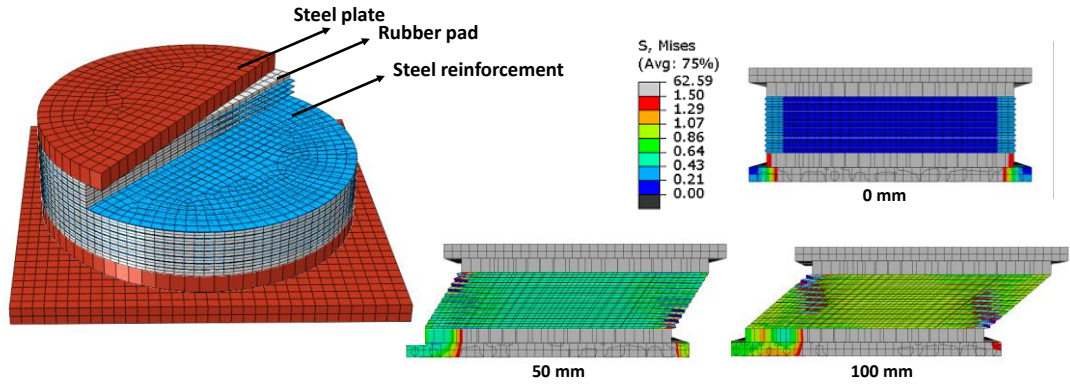 Steel plate
Rubber pad
Steel reinforcement
S, Mises
(Avg: 75%)
62.59
1.50
1.29
1.07
0.86
0.64
0.43
0.21
0.00
0 mm
50 mm
100 mm